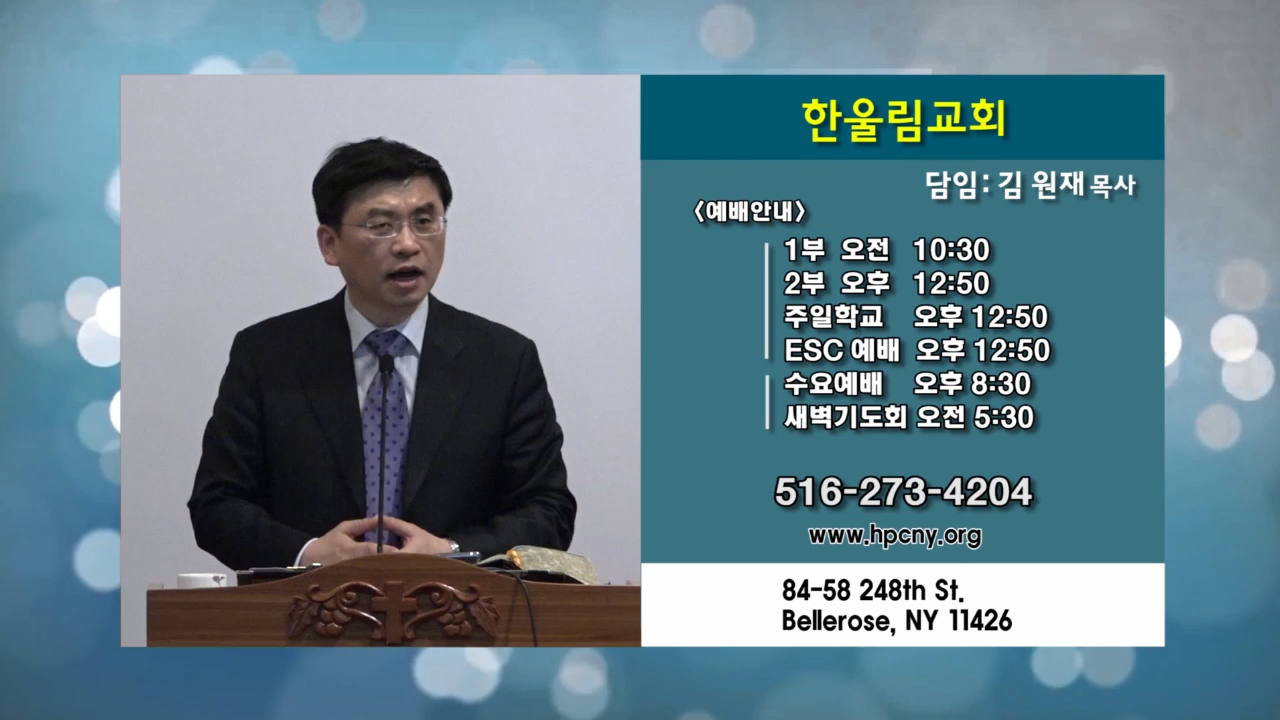 한울림교회
담임: 김 원재 목사
<예배안내>
1부 오전 10:30
2부 오후 12:50
주일학교 오후 12:50
ESC 예배 오후 12:50
수요예배 오후 8:30
새벽기도회 오전 5:30
516-273-4204
www.hpcny.org
84-58 248th St.
Bellerose, NY 11426